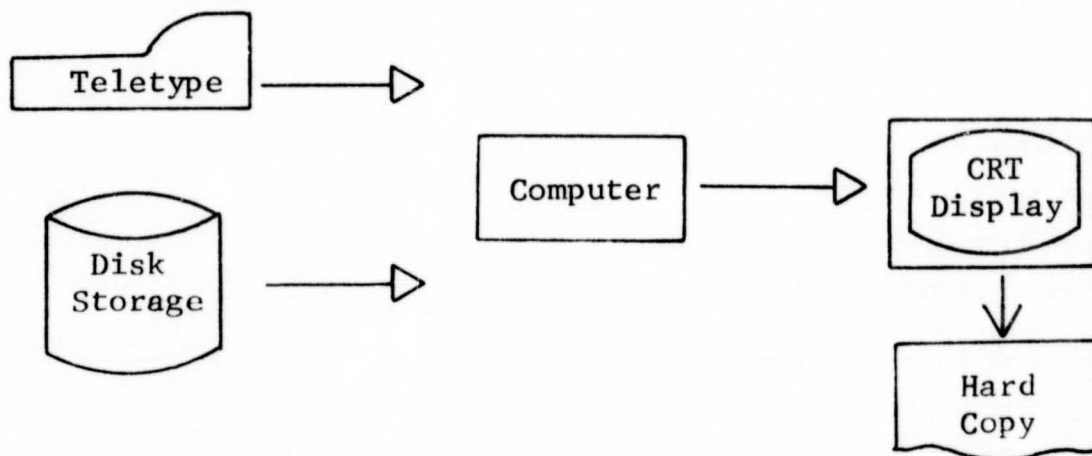 Teletype
Disk
Storage
Computer
CRT
Display
Hard
Copy